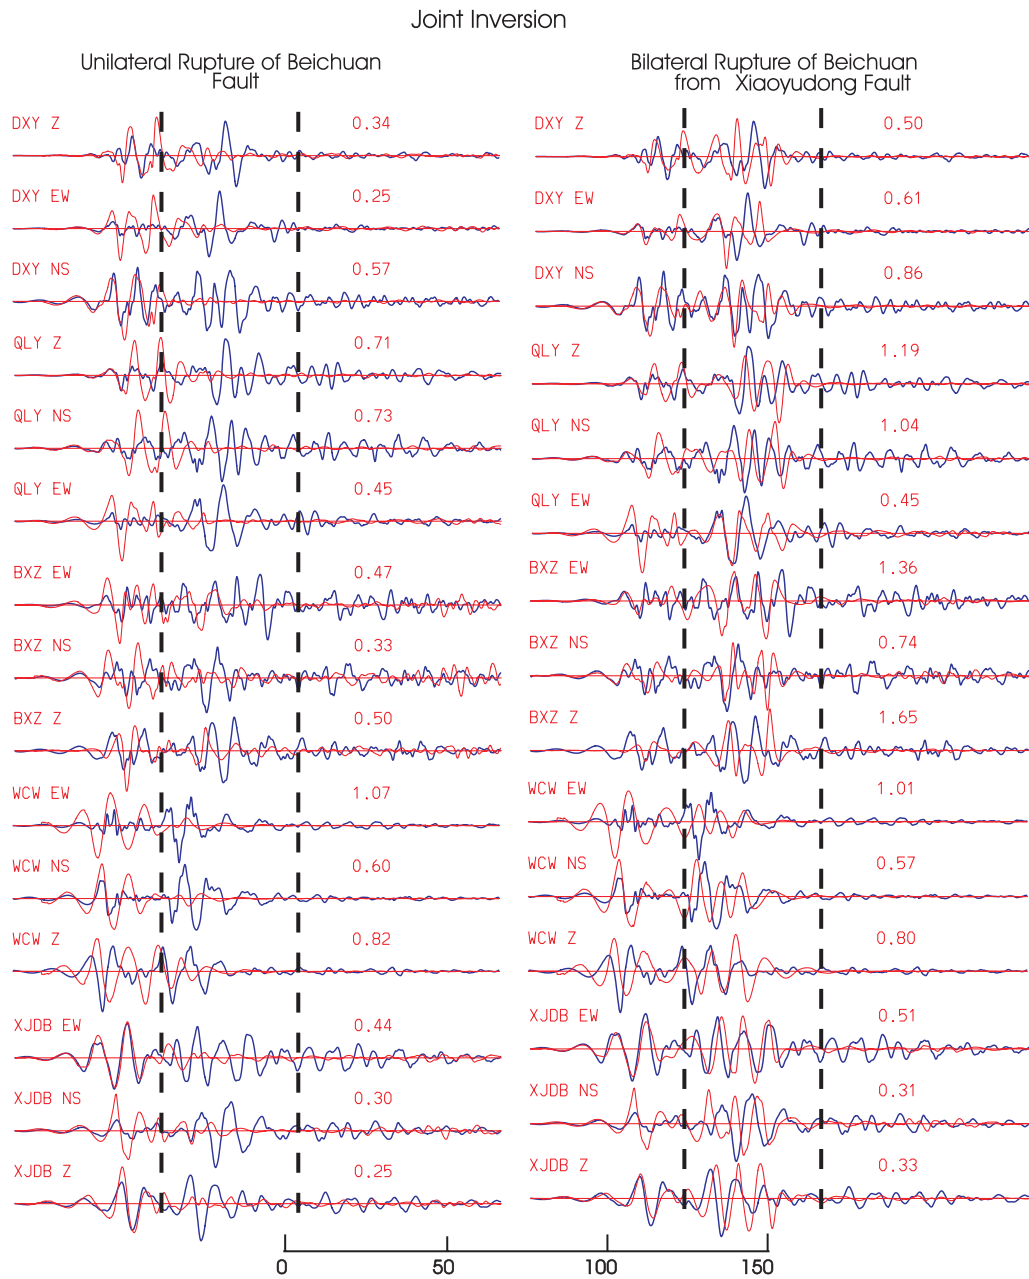 Joint Inversion
Unilateral Rupture of Beichuan
Fault
Bilateral Rupture of Beichuan
from Xiaoyudong Fault
DXY Z 0.34
DXY EW 0.25
DXY NS 0.57
QLY Z 0.71
QLY NS 0.73
QLY EW 0.45
BXZ EW 0.47
BXZ NS 0.33
BXZ Z 0.50
WCW EW 1.07
WCW NS 0.60
WCW Z 0.82
XJDB EW 0.44
XJDB NS 0.30
XJDB Z 0.25
DXY Z 0.50
DXY EW 0.61
DXY NS 0.86
QLY Z 1.19
QLY NS 1.04
QLY EW 0.45
BXZ EW 1.36
BXZ NS 0.74
BXZ Z 1.65
WCW EW 1.01
WCW NS 0.57
WCW Z 0.80
XJDB EW 0.51
XJDB NS 0.31
XJDB Z 0.33
0 50 100 150